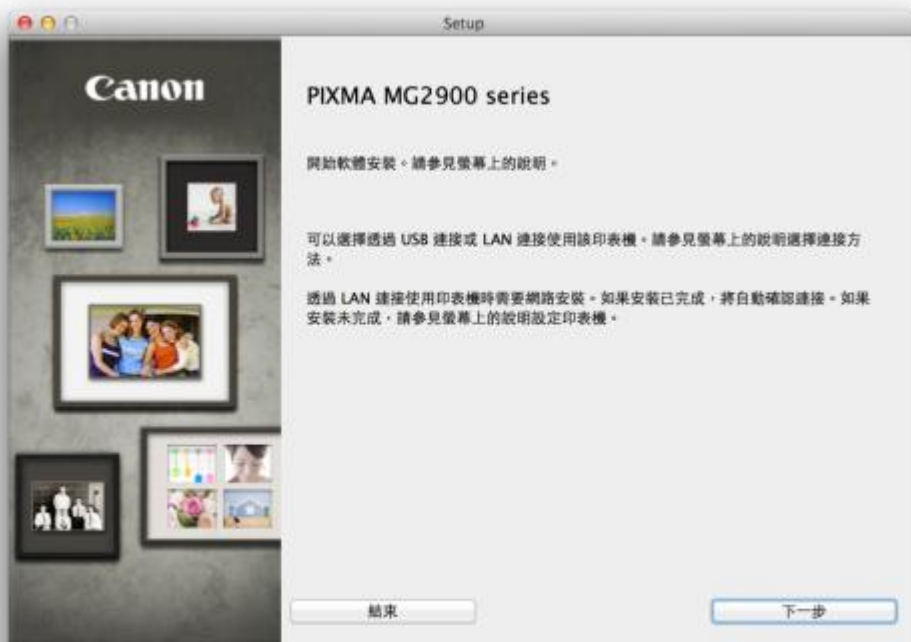 Setup
Canon
PIXMA MG2900 series
開始軟體安裝。請參見螢幕上的說明。
可以選擇透過 USB 連接或 LAN 連接使用該印表機。請參見螢幕上的說明選擇連接方
法。
透過 LAN 連接使用印表機時需要網路安裝。如果安裝已完成，將自動確認連接。如果
安裝未完成，請參見螢幕上的說明設定印表機。
結束
下一步